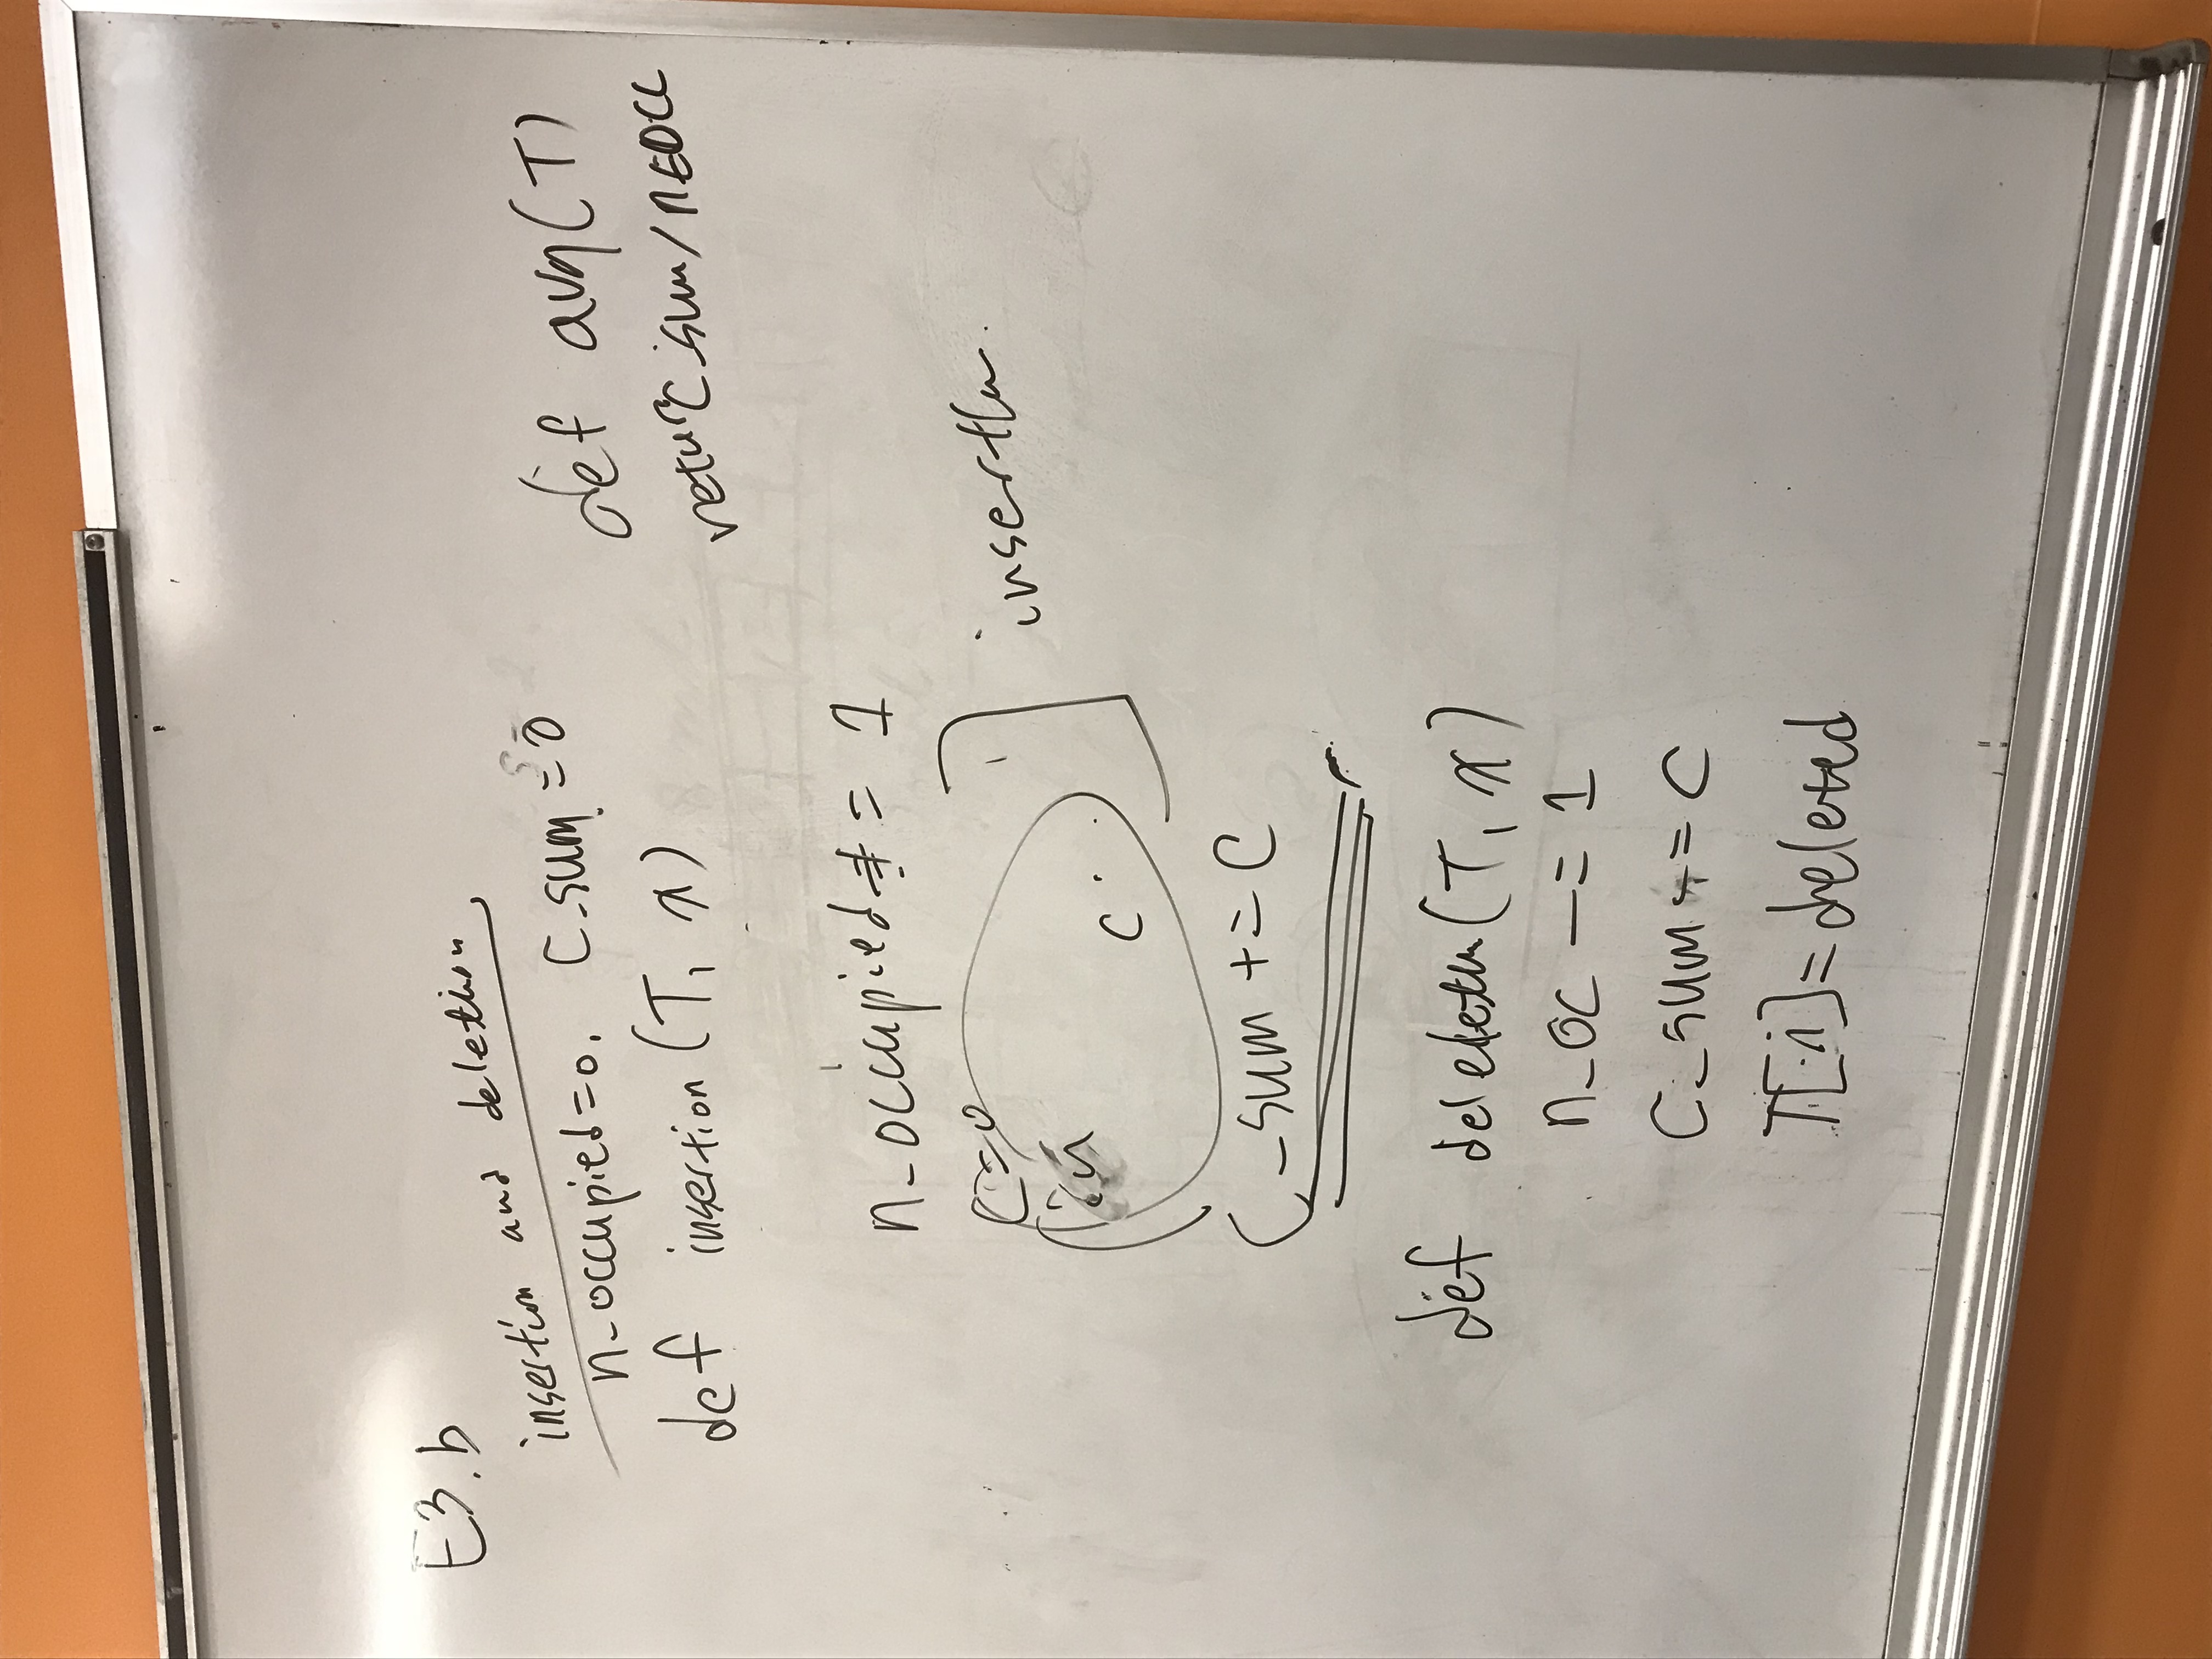 E3.b
insertion and deletion
n_occupied=0. C_sum=0
def insertion(T, x)
n_occupied += 1
C=0
in
C
insertion
C_sum += C
def deletion(T, x)
n_oc -= 1
C_sum -= C
T[i]=deleted
def avg(T)
return C_sum/n_occ